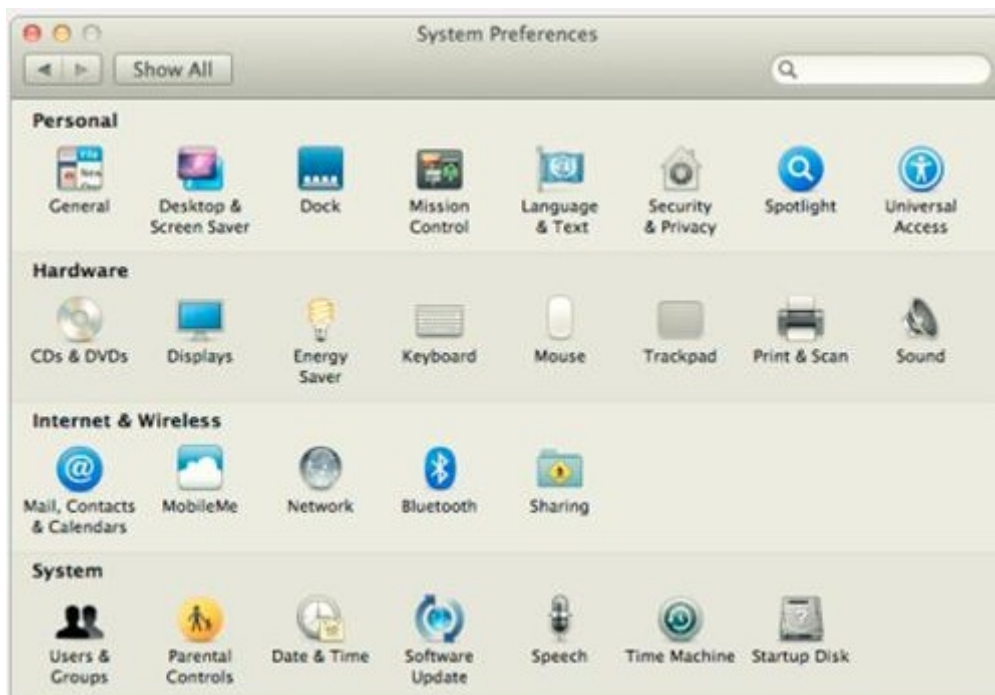 System Preferences
Show All
Personal
General
Desktop &
Screen Saver
Dock
Mission
Control
Language
& Text
Security
& Privacy
Spotlight
Universal
Access
Hardware
CDs & DVDs
Displays
Energy
Saver
Keyboard
Mouse
Trackpad
Print & Scan
Sound
Internet & Wireless
Mail, Contacts
& Calendars
MobileMe
Network
Bluetooth
Sharing
System
Users &
Groups
Parental
Controls
Date & Time
Software
Update
Speech
Time Machine
Startup Disk